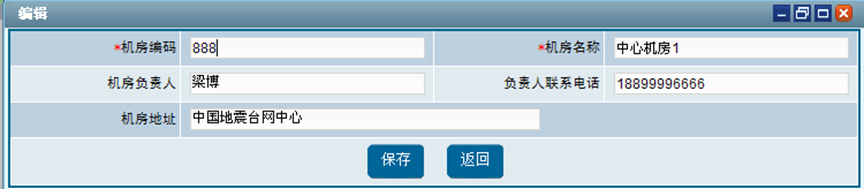 编辑
*机房编码 888 *机房名称 中心机房1
机房负责人 梁博 负责人联系电话 18899996666
机房地址 中国地震台网中心
保存 返回